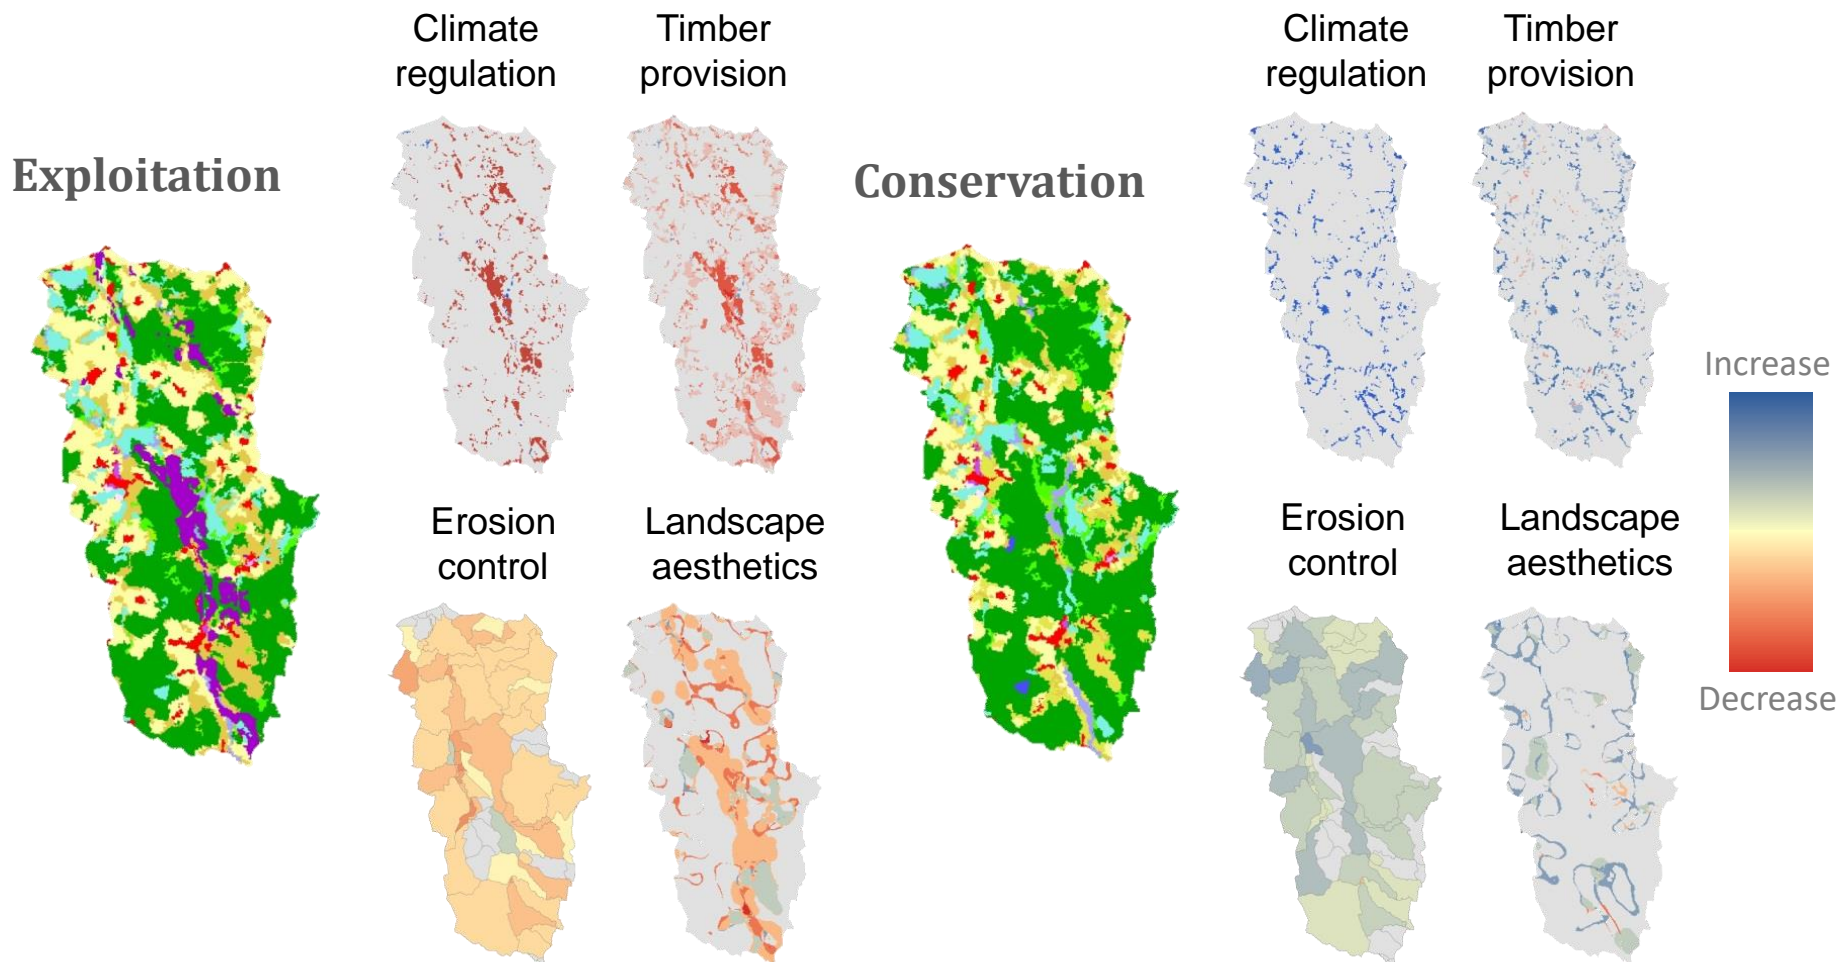 Exploitation
Climate
regulation
Timber
provision
Erosion
control
Landscape
aesthetics
Conservation
Climate
regulation
Timber
provision
Erosion
control
Landscape
aesthetics
Increase
Decrease